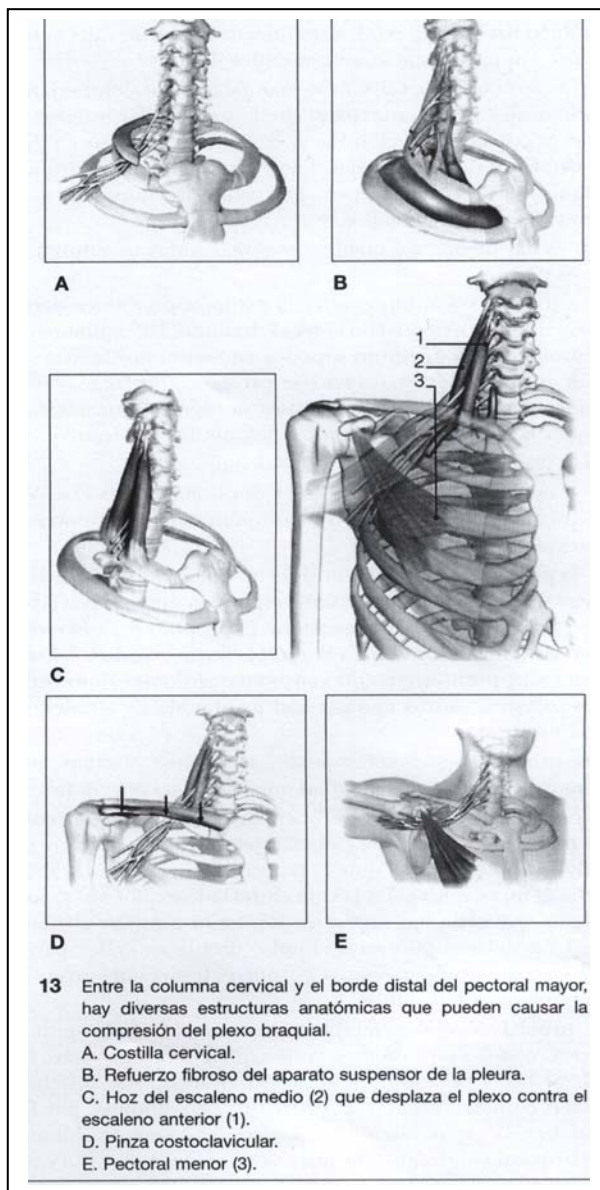 A
B
1
2
3
C
D
E
13 Entre la columna cervical y el borde distal del pectoral mayor,
hay diversas estructuras anatómicas que pueden causar la
compresión del plexo braquial.
A. Costilla cervical.
B. Refuerzo fibroso del aparato suspensor de la pleura.
C. Hoz del escaleno medio (2) que desplaza el plexo contra el
escaleno anterior (1).
D. Pinza costoclavicular.
E. Pectoral menor (3).